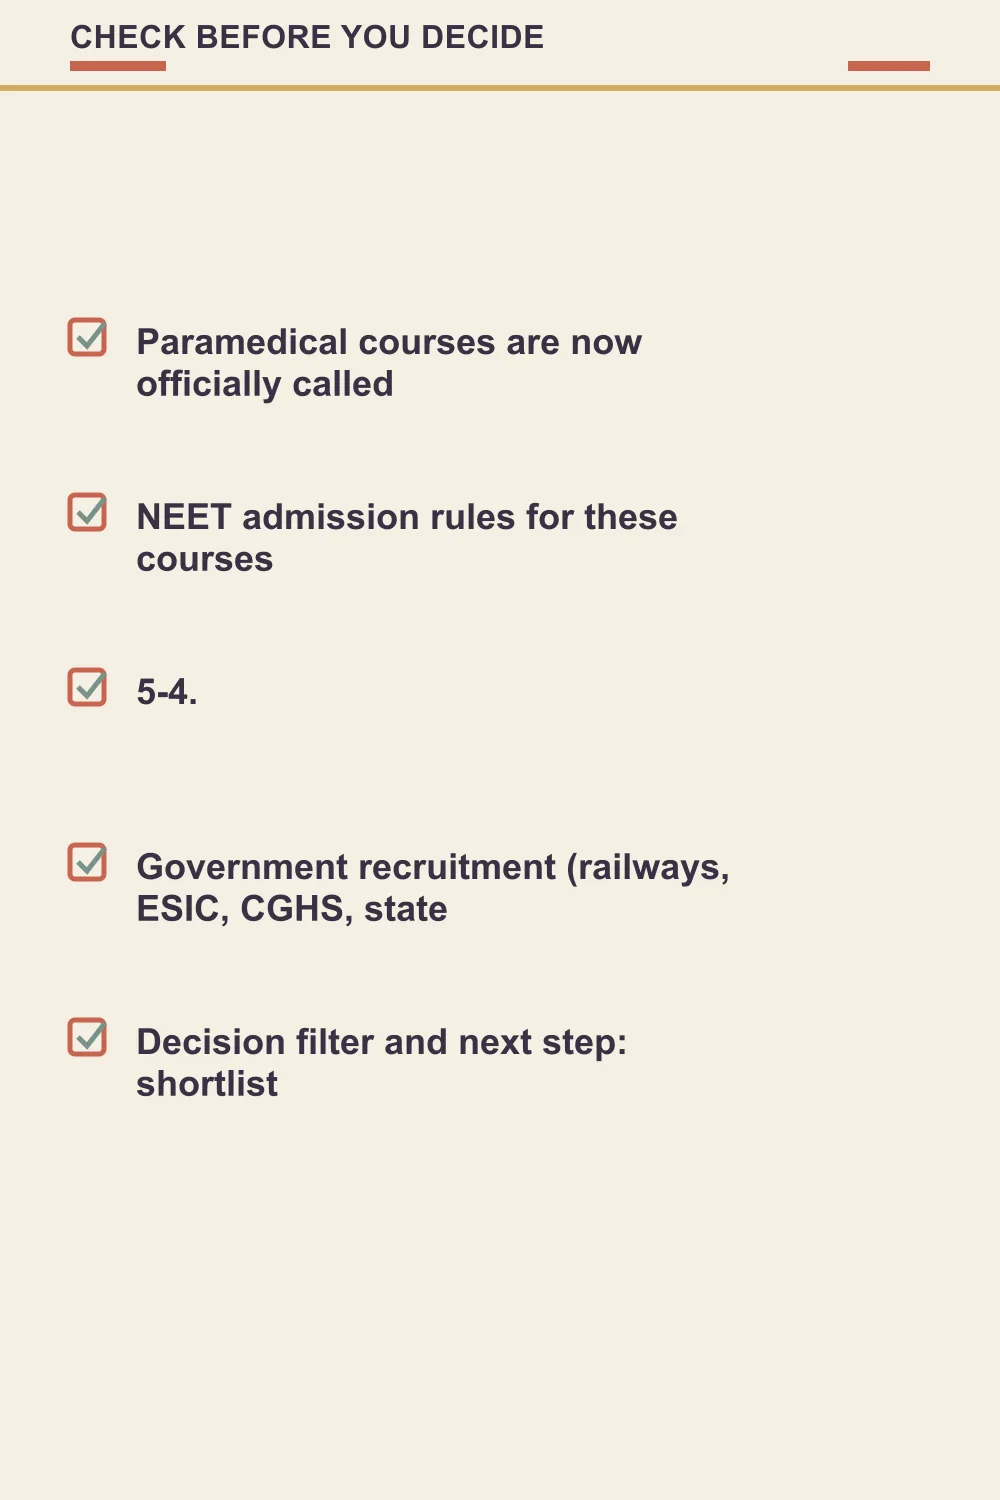 CHECK BEFORE YOU DECIDE
Paramedical courses are now
officially called
NEET admission rules for these
courses
5-4.
Government recruitment (railways,
ESIC, CGHS, state
Decision filter and next step:
shortlist